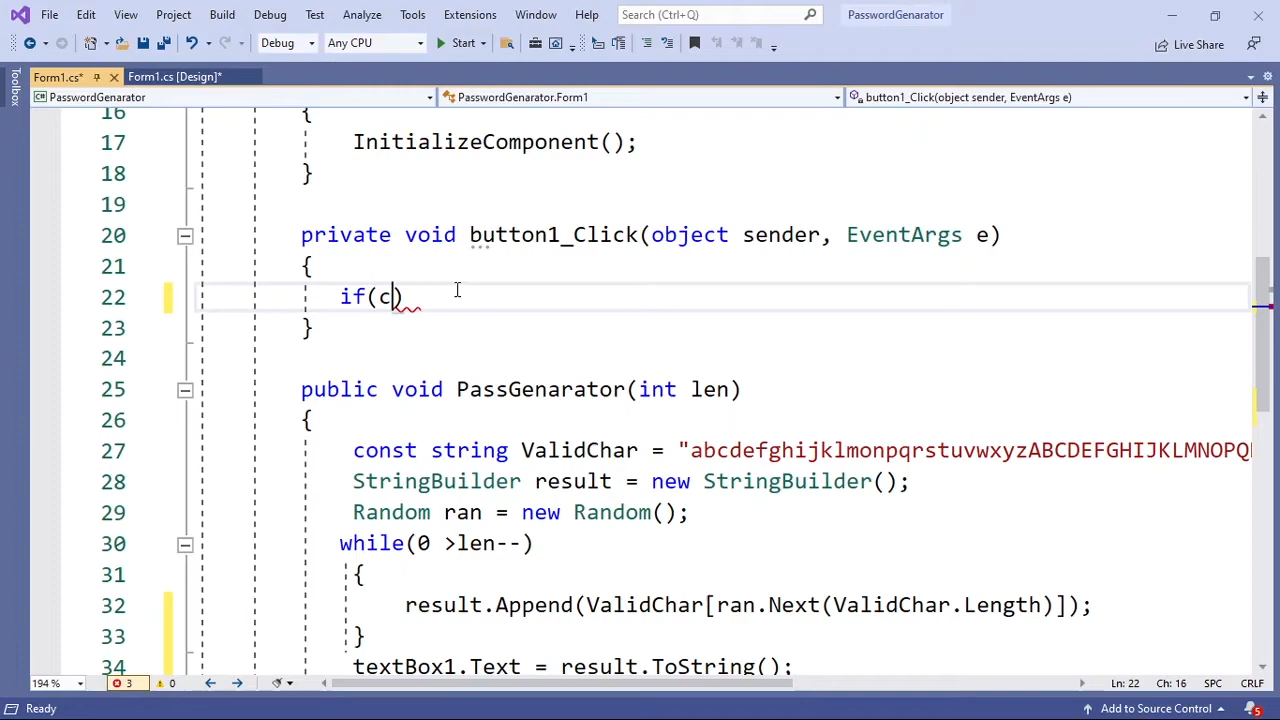 File Edit View Project Build Debug Test Analyze Tools Extensions Window Help Search (Ctrl+Q) PasswordGenarator
Debug Any CPU Start Live Share
Toolbox
Form1.cs* Form1.cs [Design]*
PasswordGenarator PasswordGenarator.Form1 button1_Click(object sender, EventArgs e)
16 {
17 InitializeComponent();
18 }
19
20 private void button1_Click(object sender, EventArgs e)
21 {
22 if(c)
23 }
24
25 public void PassGenarator(int len)
26 {
27 const string ValidChar = "abcdefghijklmonpqrstuvwxyzABCDEFGHIJKLMNOPQ
28 StringBuilder result = new StringBuilder();
29 Random ran = new Random();
30 while(0 >len--)
31 {
32 result.Append(ValidChar[ran.Next(ValidChar.Length)]);
33 }
34 textBox1.Text = result.ToString();
194 % 3 0 Ln: 22 Ch: 16 SPC CRLF
Ready Add to Source Control 5